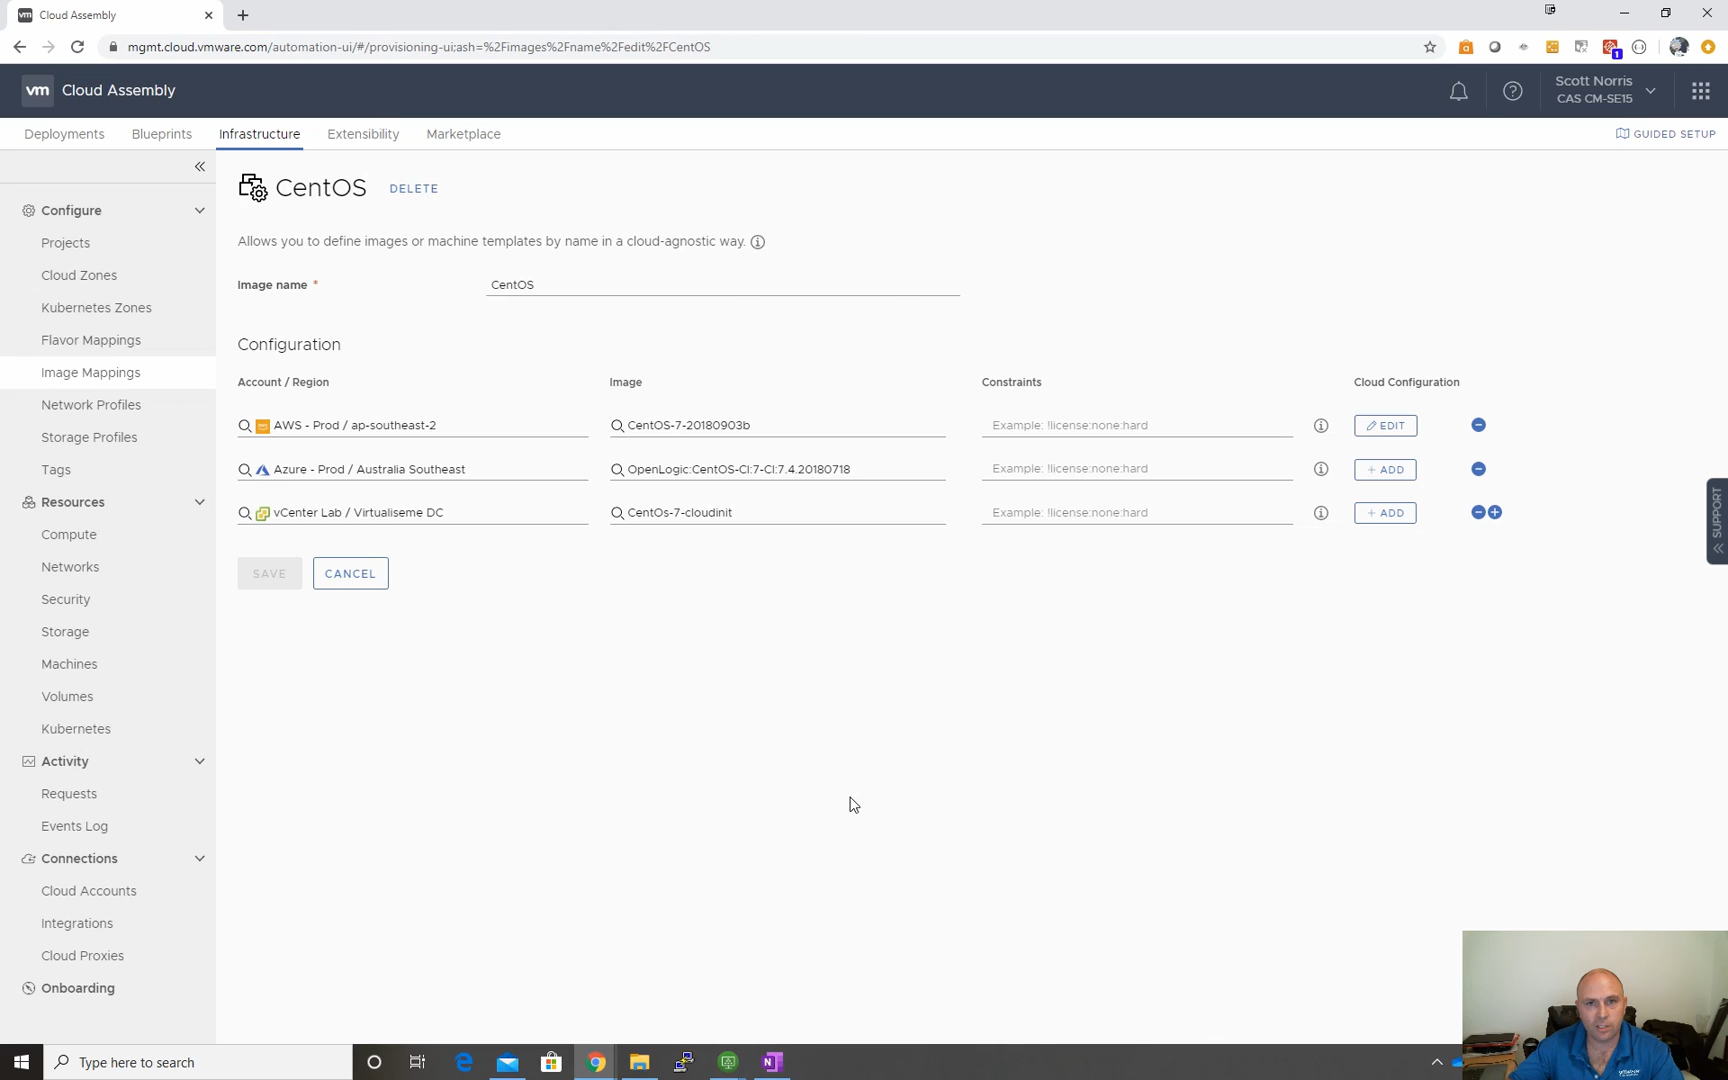 Cloud Assembly
mgmt.cloud.vmware.com/automation-ui/#/provisioning-ui;ash=%2Fimages%2Fname%2Fedit%2FCentOS
1
vm Cloud Assembly
Scott Norris
CAS CM-SE15
Deployments Blueprints Infrastructure Extensibility Marketplace
GUIDED SETUP
Configure
Projects
Cloud Zones
Kubernetes Zones
Flavor Mappings
Image Mappings
Network Profiles
Storage Profiles
Tags
Resources
Compute
Networks
Security
Storage
Machines
Volumes
Kubernetes
Activity
Requests
Events Log
Connections
Cloud Accounts
Integrations
Cloud Proxies
Onboarding
CentOS DELETE
Allows you to define images or machine templates by name in a cloud-agnostic way.
Image name * CentOS
Configuration
Account / Region Image Constraints Cloud Configuration
AWS - Prod / ap-southeast-2 CentOS-7-20180903b Example: !license:none:hard EDIT
Azure - Prod / Australia Southeast OpenLogic:CentOS-CI:7-CI:7.4.20180718 Example: !license:none:hard + ADD
vCenter Lab / Virtualiseme DC CentOs-7-cloudinit Example: !license:none:hard + ADD
SAVE CANCEL
SUPPORT
Type here to search